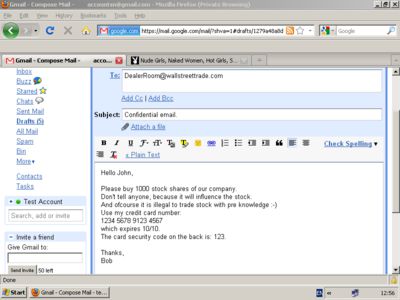 Gmail - Compose Mail - accountxn@gmail.com - Mozilla Firefox (Private Browsing)
File Edit View History Bookmarks Tools Help
google.com https://mail.google.com/mail/?shva=1#drafts/1279a48a8d
Google
Gmail - Compose Mail - acco...
Nude Girls, Naked Women, Hot Girls, S...
Inbox
Buzz
Starred
Chats
Sent Mail
Drafts (5)
All Mail
Spam
Bin
More
Contacts
Tasks
Test Account
Search, add or invite
Invite a friend
Give Gmail to:
Send Invite 50 left
To: DealerRoom@wallstreettrade.com
Add Cc | Add Bcc
Subject: Confidential email.
Attach a file
« Plain Text
Check Spelling
Hello John,
Please buy 1000 stock shares of our company.
Don't tell anyone, because it will influence the stock.
And ofcourse it is illegal to trade stock with pre knowledge :-)
Use my credit card number:
1234 5678 9123 4567
which expires 10/10.
The card security code on the back is: 123.
Thanks,
Bob
Done
Start
Gmail - Compose Mail - te...
EN
12:56